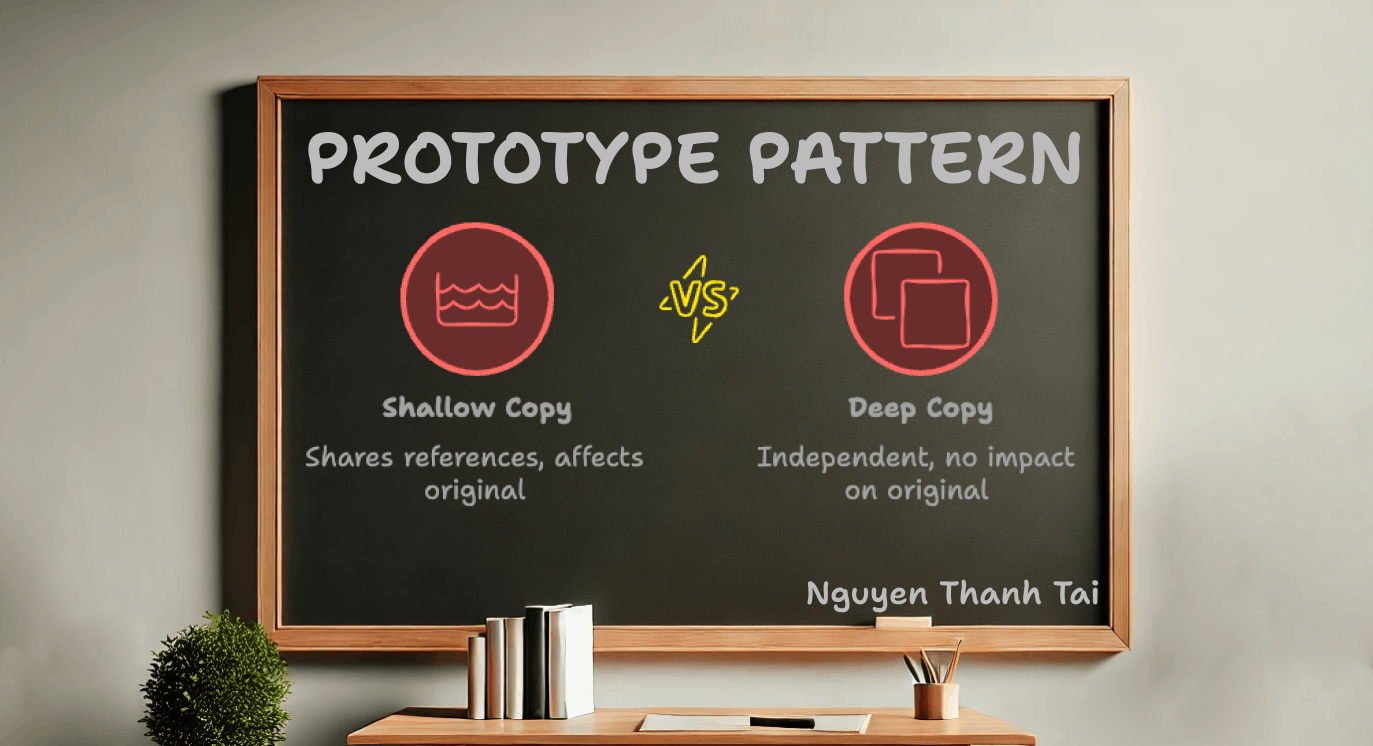 PROTOTYPE PATTERN
VS
Shallow Copy
Deep Copy
Shares references, affects
original
Independent, no impact
on original
Nguyen Thanh Tai